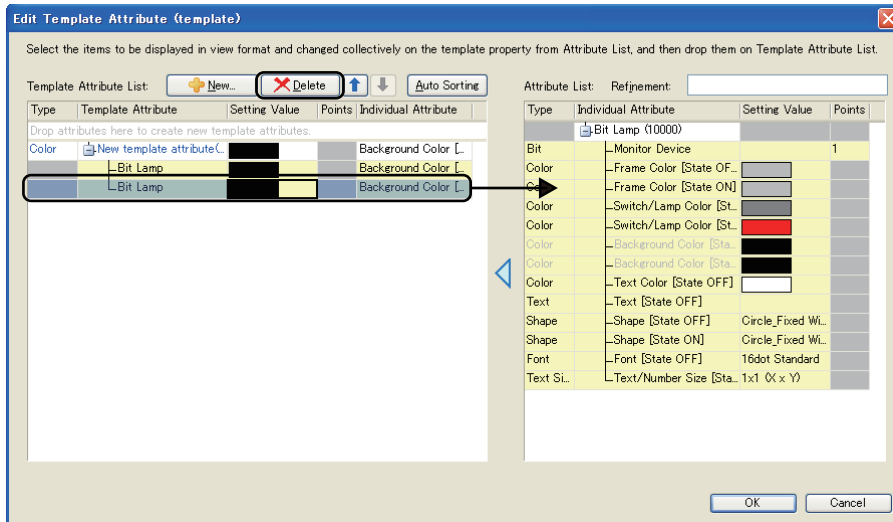 Edit Template Attribute (template)
Select the items to be displayed in view format and changed collectively on the template property from Attribute List, and then drop them on Template Attribute List.
Template Attribute List: New... Delete Auto Sorting Attribute List: Refinement:
Type Template Attribute Setting Value Points Individual Attribute
Type Individual Attribute Setting Value Points
Drop attributes here to create new template attributes.
Bit Lamp (10000)
Color New template attribute(... Background Color [...
Bit Monitor Device 1
Bit Lamp Background Color [...
Color Frame Color [State OF...
Bit Lamp Background Color [...
Frame Color [State ON]
Color Switch/Lamp Color [St...
Color Switch/Lamp Color [St...
Color Background Color [Sta...
Color Background Color [Sta...
Color Text Color [State OFF]
Text Text [State OFF]
Shape Shape [State OFF] Circle_Fixed Wi...
Shape Shape [State ON] Circle_Fixed Wi...
Font Font [State OFF] 16dot Standard
Text Si... Text/Number Size [Sta... 1x1 (X x Y)
OK Cancel